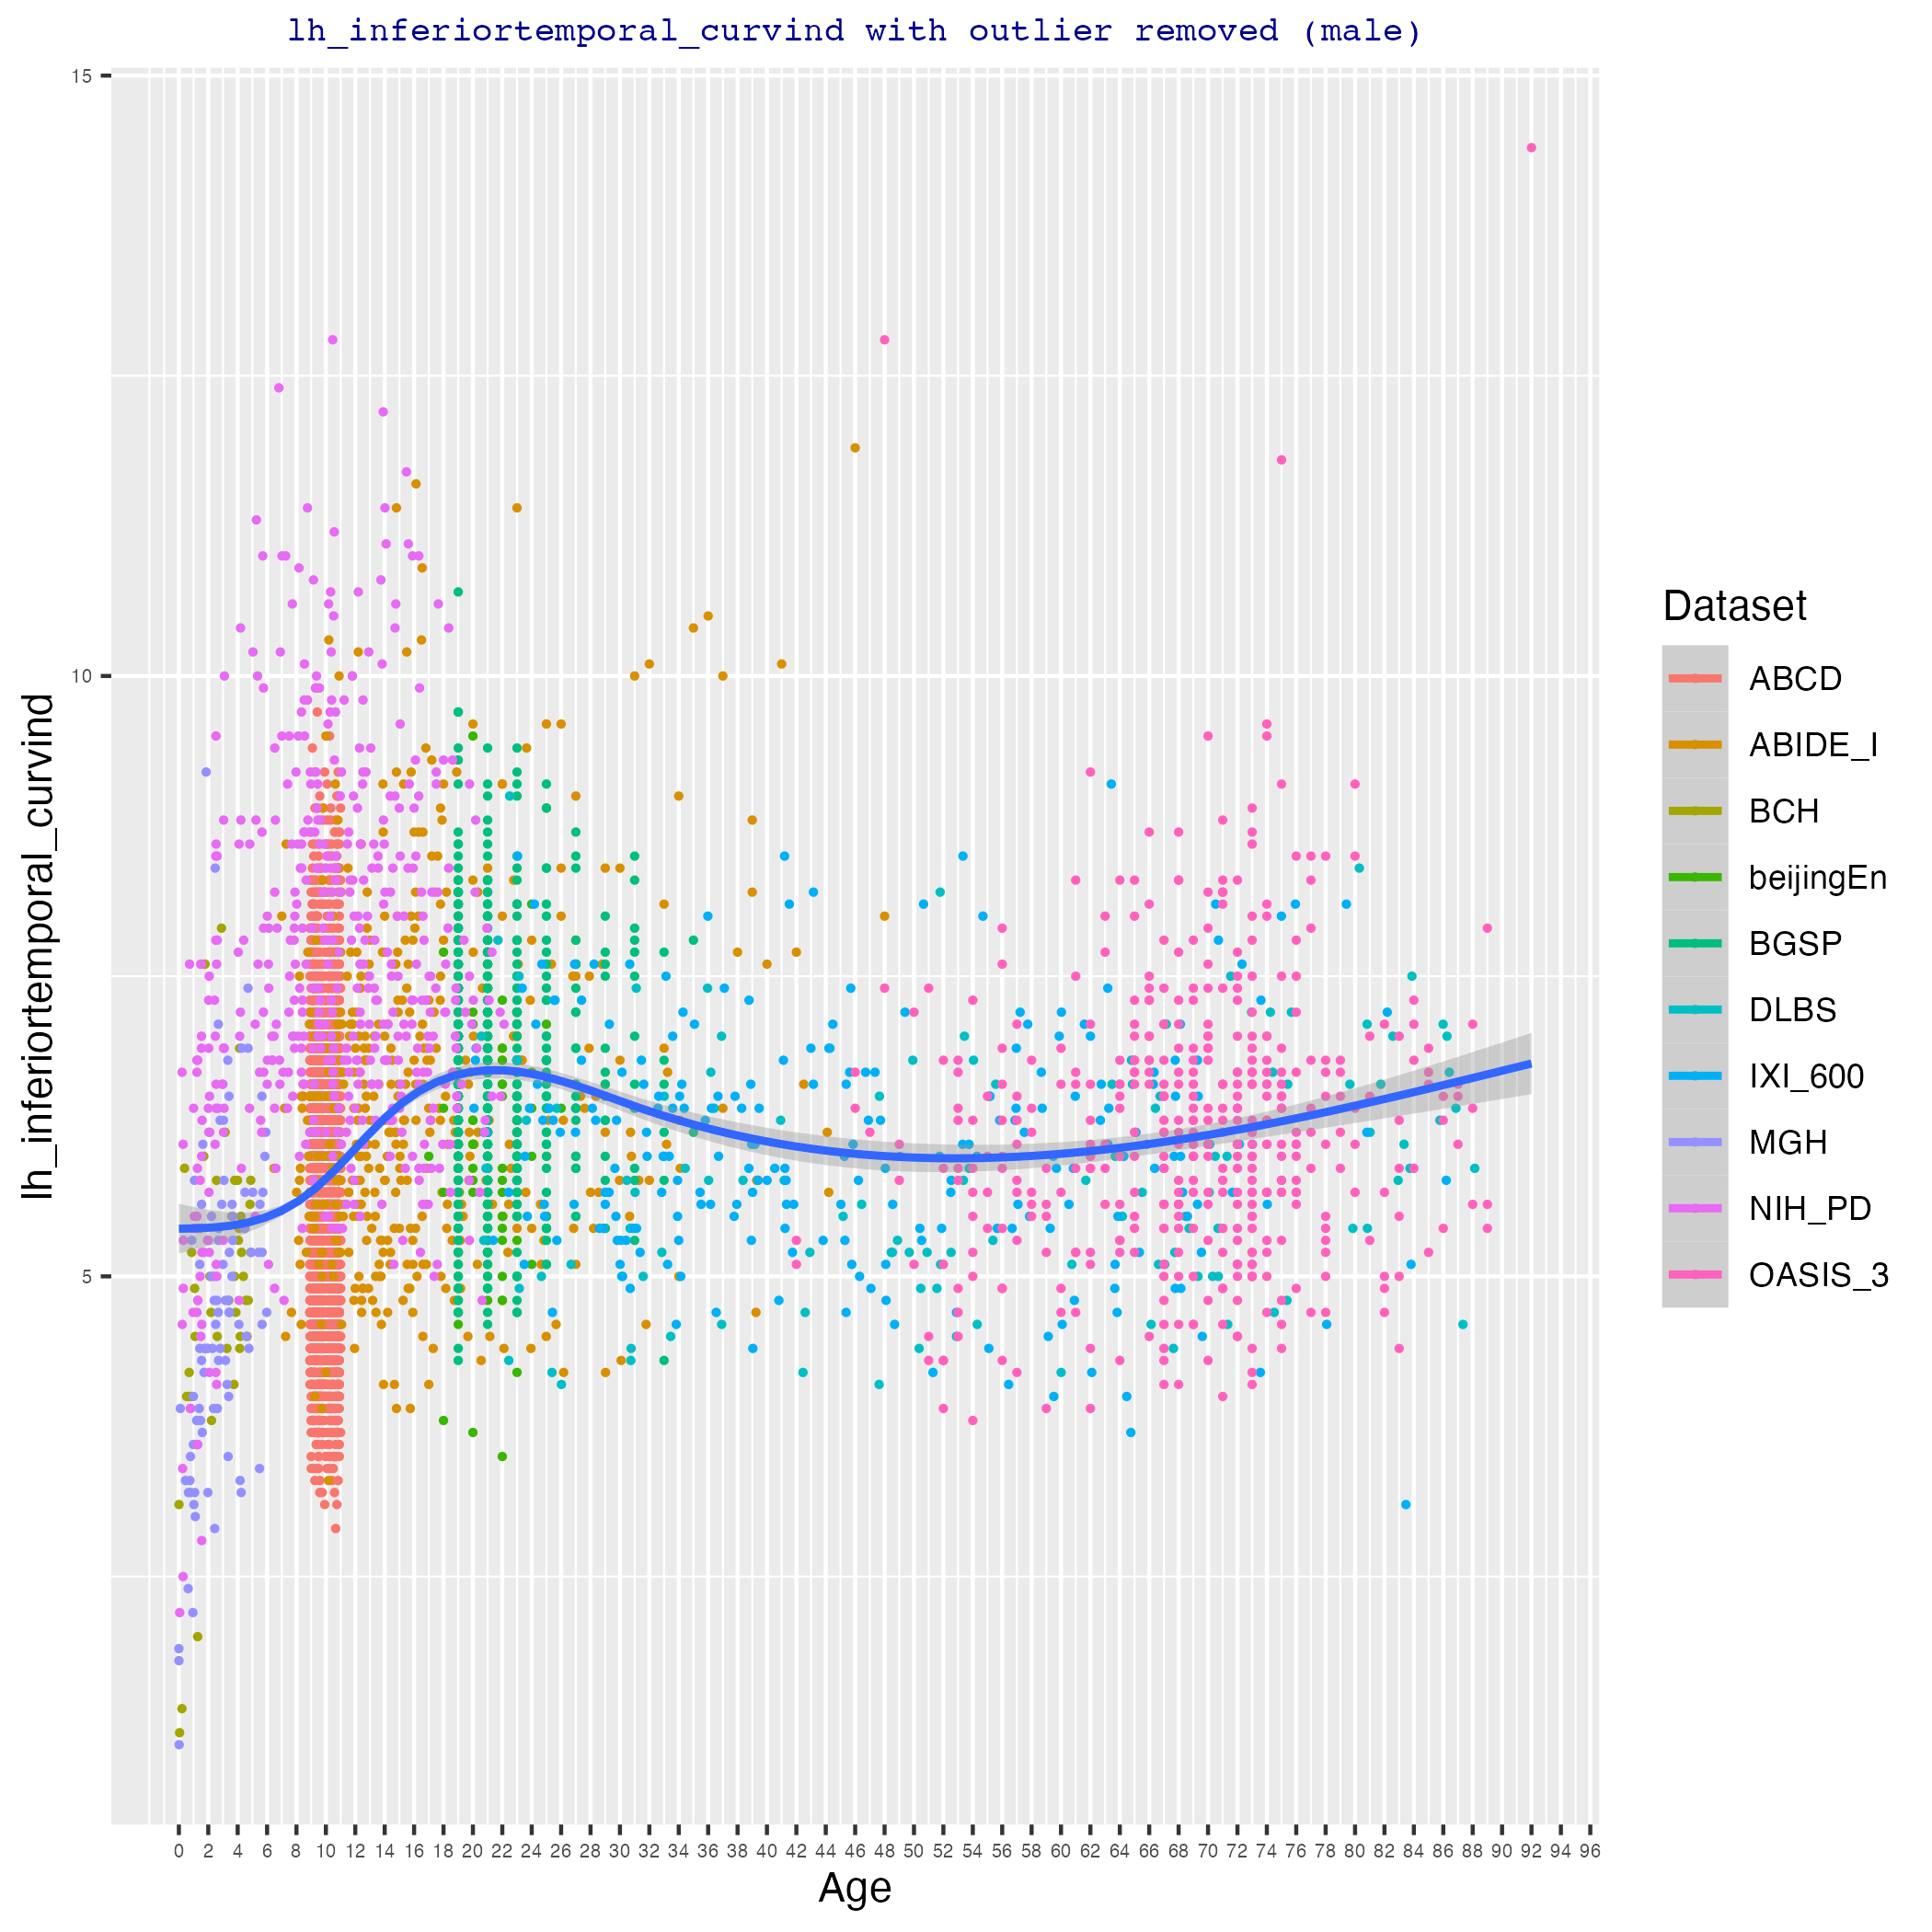 lh_inferiortemporal_curvind with outlier removed (male)
lh_inferiortemporal_curvind
15
10
5
0 2 4 6 8 10 12 14 16 18 20 22 24 26 28 30 32 34 36 38 40 42 44 46 48 50 52 54 56 58 60 62 64 66 68 70 72 74 76 78 80 82 84 86 88 90 92 94 96
Age
Dataset
ABCD
ABIDE_I
BCH
beijingEn
BGSP
DLBS
IXI_600
MGH
NIH_PD
OASIS_3